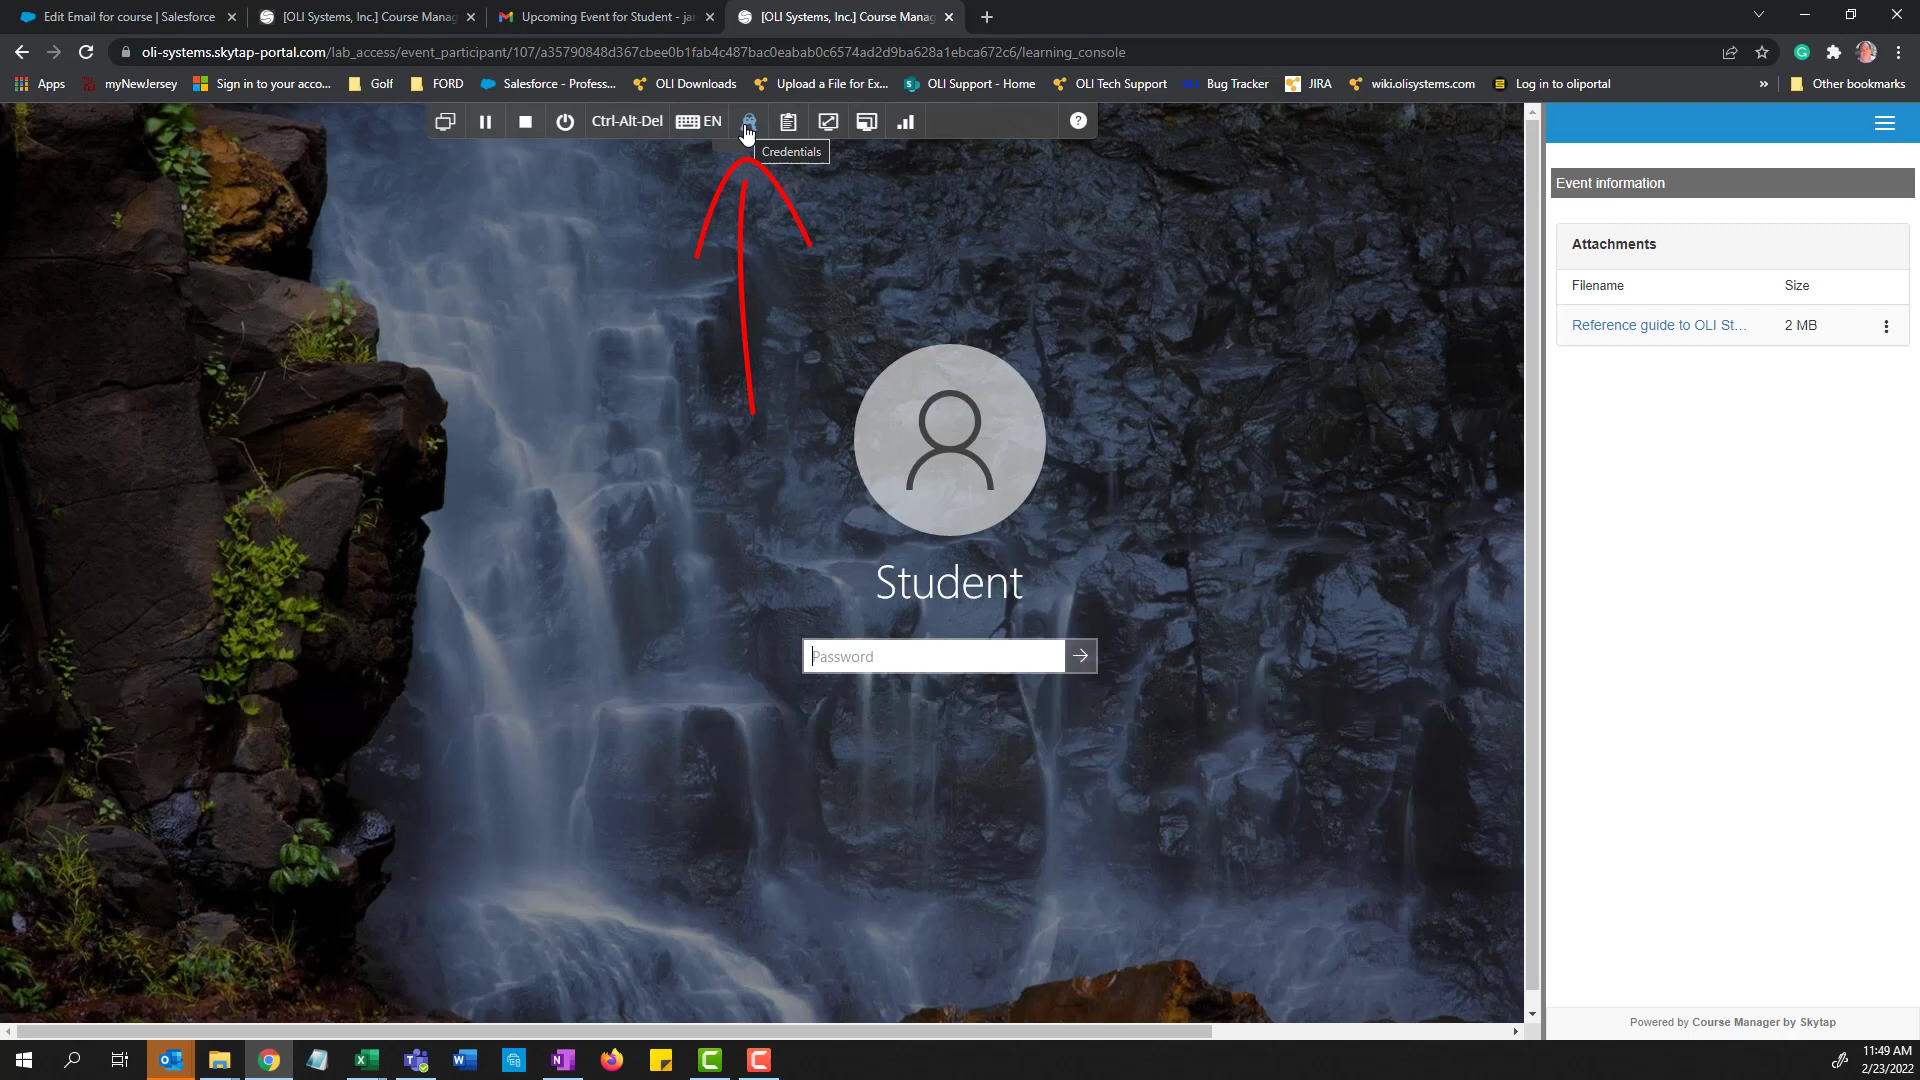 Edit Email for course | Salesforce
[OLI Systems, Inc.] Course Manag
Upcoming Event for Student - jar
[OLI Systems, Inc.] Course Manag
oli-systems.skytap-portal.com/lab_access/event_participant/107/a35790848d367cbee0b1fab4c487bac0eabab0c6574ad2d9ba628a1ebca672c6/learning_console
Apps
myNewJersey
Sign in to your acco...
Golf
FORD
Salesforce - Profess...
OLI Downloads
Upload a File for Ex...
OLI Support - Home
OLI Tech Support
Bug Tracker
JIRA
wiki.olisystems.com
Log in to oliportal
»
Other bookmarks
Ctrl-Alt-Del
EN
Credentials
Event information
Attachments
Filename Size
Reference guide to OLI St... 2 MB
Student
Password
Powered by Course Manager by Skytap
11:49 AM
2/23/2022